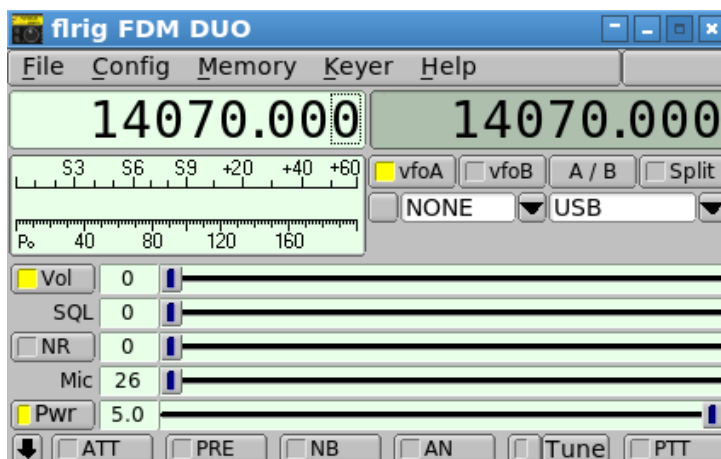 flrig FDM DUO
File Config Memory Keyer Help
14070.000 14070.000
S3 S6 S9 +20 +40 +60
vfoA vfoB A / B Split
NONE USB
Po 40 80 120 160
Vol 0
SQL 0
NR 0
Mic 26
Pwr 5.0
ATT PRE NB AN Tune PTT